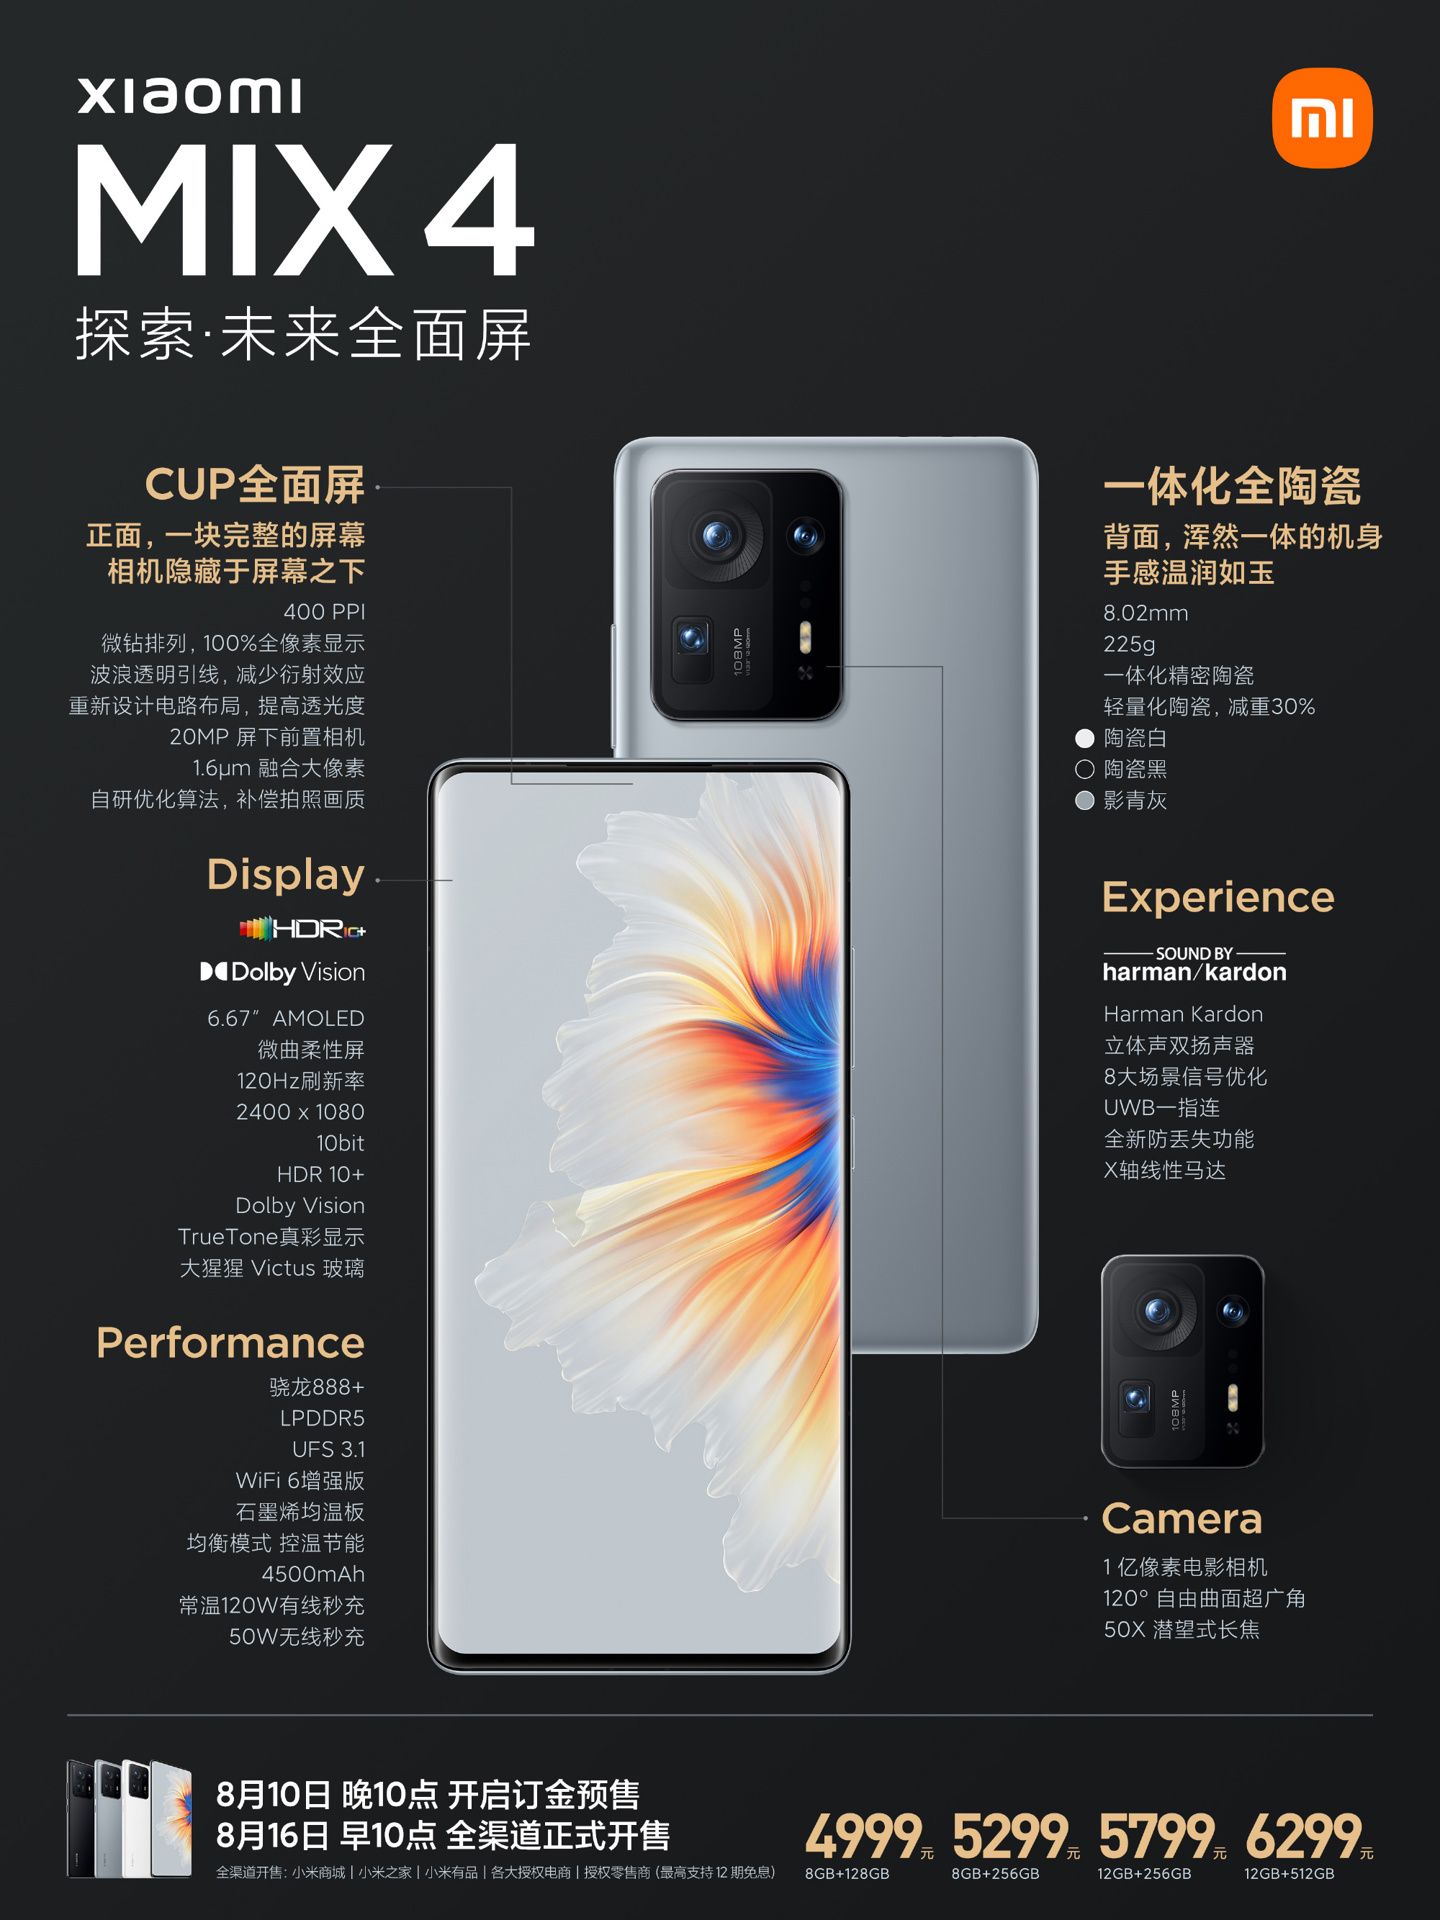 xiaomi
MIX 4
探索·未来全面屏
CUP全面屏
正面，一块完整的屏幕
相机隐藏于屏幕之下
400 PPI
微钻排列，100%全像素显示
波浪透明引线，减少衍射效应
重新设计电路布局，提高透光度
20MP 屏下前置相机
1.6μm 融合大像素
自研优化算法，补偿拍照画质
Display
HDR10+
Dolby Vision
6.67” AMOLED
微曲柔性屏
120Hz刷新率
2400 x 1080
10bit
HDR 10+
Dolby Vision
TrueTone真彩显示
大猩猩 Victus 玻璃
Performance
骁龙888+
LPDDR5
UFS 3.1
WiFi 6增强版
石墨烯均温板
均衡模式 控温节能
4500mAh
常温120W有线秒充
50W无线秒充
108MP
mi
一体化全陶瓷
背面，浑然一体的机身
手感温润如玉
8.02mm
225g
一体化精密陶瓷
轻量化陶瓷，减重30%
陶瓷白
陶瓷黑
影青灰
Experience
SOUND BY
harman/kardon
Harman Kardon
立体声双扬声器
8大场景信号优化
UWB一指连
全新防丢失功能
X轴线性马达
108MP
Camera
1 亿像素电影相机
120° 自由曲面超广角
50X 潜望式长焦
8月10日 晚10点 开启订金预售
8月16日 早10点 全渠道正式开售
全渠道开售：小米商城 | 小米之家 | 小米有品 | 各大授权电商 | 授权零售商 (最高支持 12 期免息)
4999元
8GB+128GB
5299元
8GB+256GB
5799元
12GB+256GB
6299元
12GB+512GB